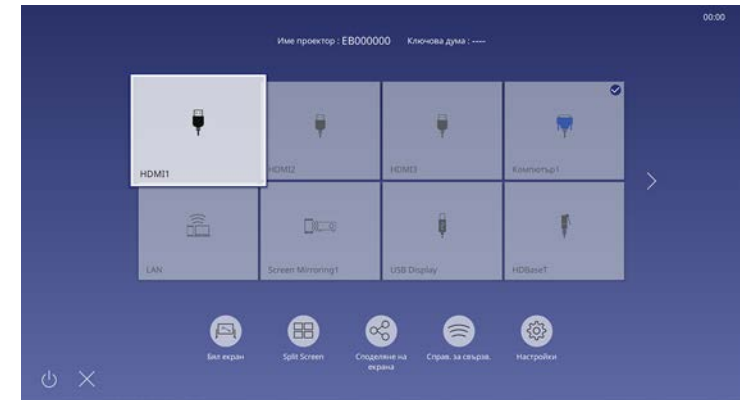 00:00
Име проектор : EB000000 Ключова дума : ----
HDMI1
HDMI2
HDMI3
Компютър1
LAN
Screen Mirroring1
USB Display
HDBaseT
Бял екран
Split Screen
Споделяне на
екрана
Справ. за свързв.
Настройки